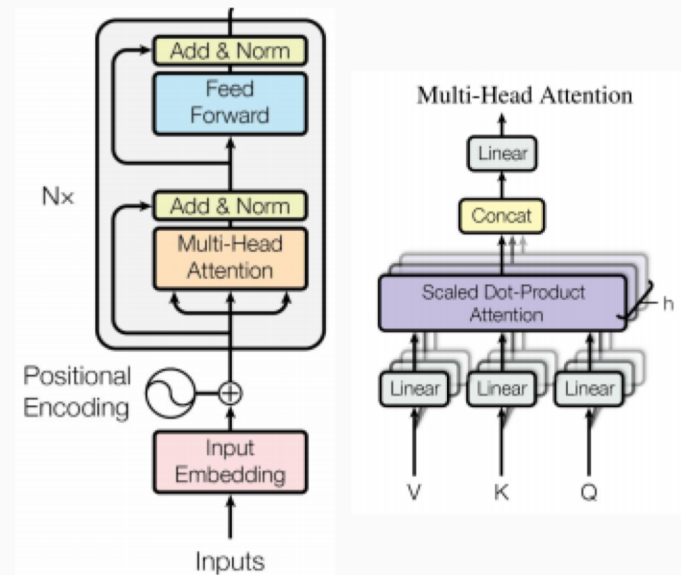 Add & Norm
Feed
Forward
Nx
Add & Norm
Multi-Head
Attention
Positional
Encoding
Input
Embedding
Inputs
Multi-Head Attention
Linear
Concat
Scaled Dot-Product
Attention
h
Linear
Linear
Linear
V
K
Q